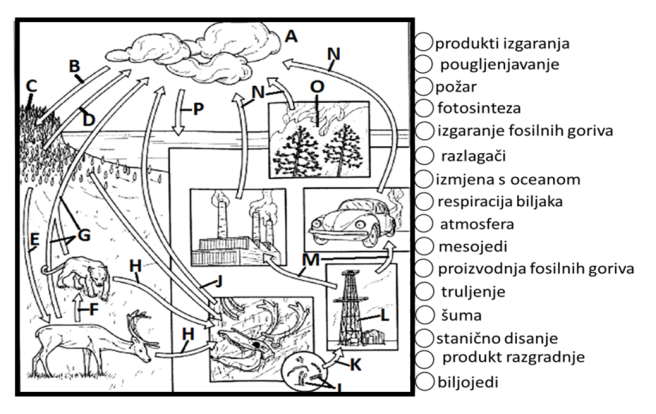 A
N
B
C
D
P
N
O
E
G
M
H
J
F
L
H
K
I
produkti izgaranja
pougljenjavanje
požar
fotosinteza
izgaranje fosilnih goriva
razlagači
izmjena s oceanom
respiracija biljaka
atmosfera
mesojedi
proizvodnja fosilnih goriva
truljenje
šuma
stanično disanje
produkt razgradnje
biljojedi